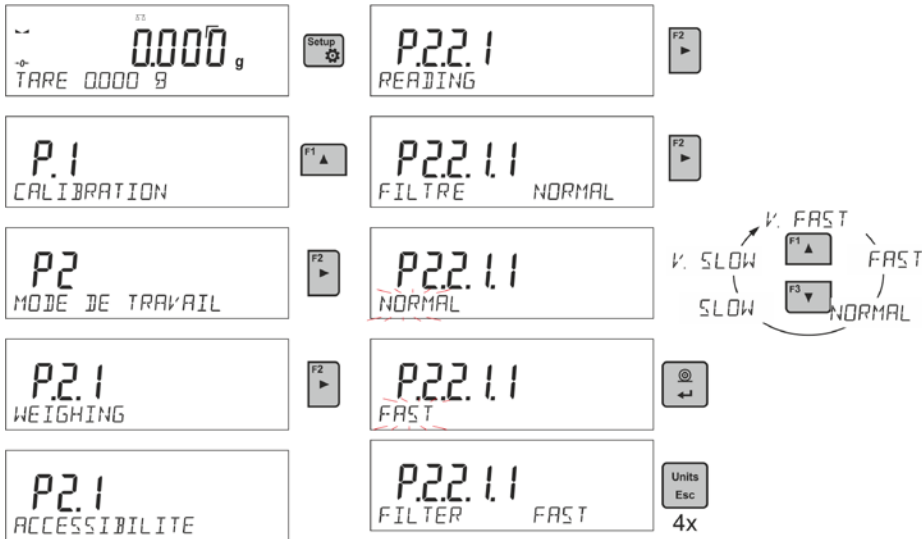 0.000 g
TARE 0.000 g
Setup
P.1
CALIBRATION
F1
P2
MODE DE TRAVAIL
F2
P.2.1
WEIGHING
F2
P2.1
ACCESSIBILITE
P.2.2.1
READING
F2
P2.2.1.1
FILTRE NORMAL
F2
P.2.2.1.1
NORMAL
V. FAST
FAST
NORMAL
SLOW
V. SLOW
F1
F3
P.2.2.1.1
FAST
P.2.2.1.1
FILTER FAST
Units
Esc
4x